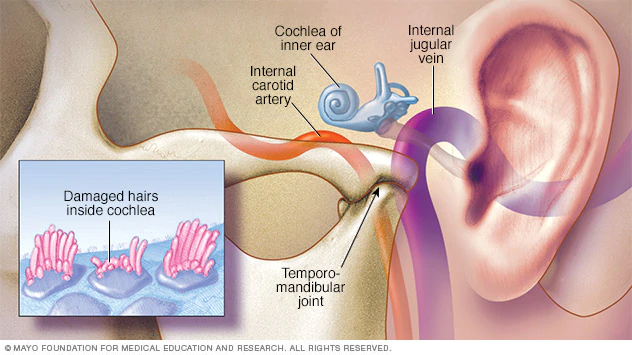 Cochlea of
inner ear
Internal
jugular
vein
Internal
carotid
artery
Damaged hairs
inside cochlea
Temporo-
mandibular
joint
© MAYO FOUNDATION FOR MEDICAL EDUCATION AND RESEARCH. ALL RIGHTS RESERVED.